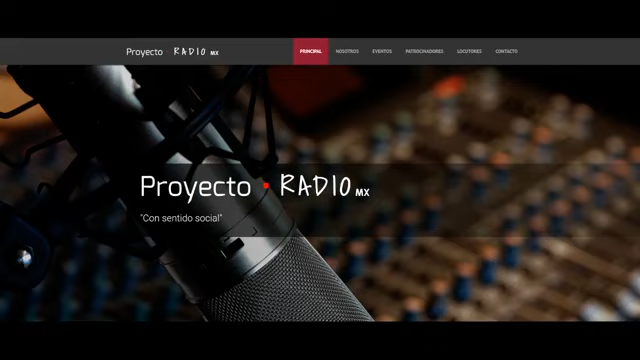 Proyecto RADIO MX
PRINCIPAL NOSOTROS EVENTOS PATROCINADORES LOCUTORES CONTACTO
Proyecto • RADIO MX
"Con sentido social"